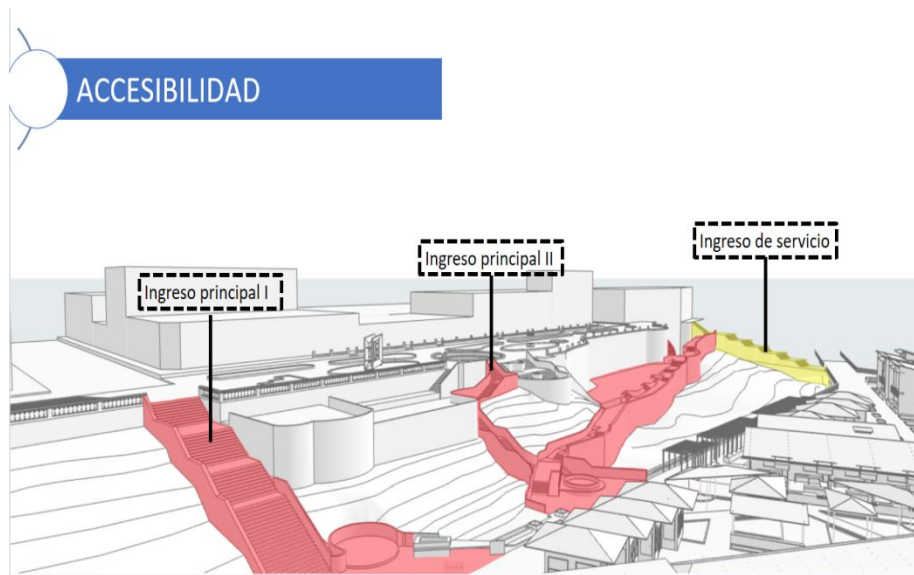 ACCESIBILIDAD
Ingreso de servicio
Ingreso principal II
Ingreso principal I